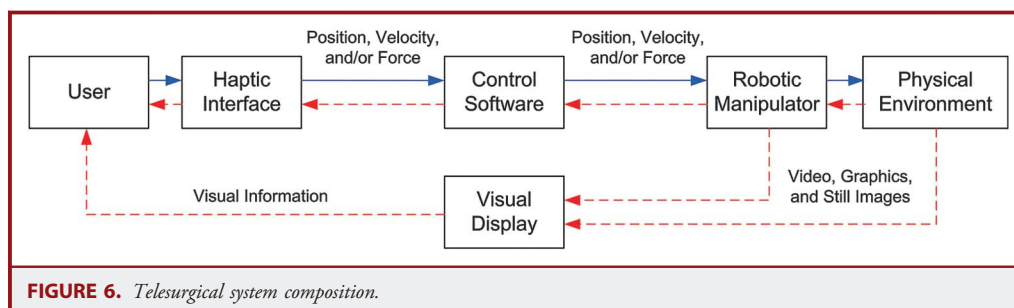 Position, Velocity,
and/or Force
Position, Velocity,
and/or Force
User
Haptic
Interface
Control
Software
Robotic
Manipulator
Physical
Environment
Visual Information
Visual
Display
Video, Graphics,
and Still Images
FIGURE 6. Telesurgical system composition.